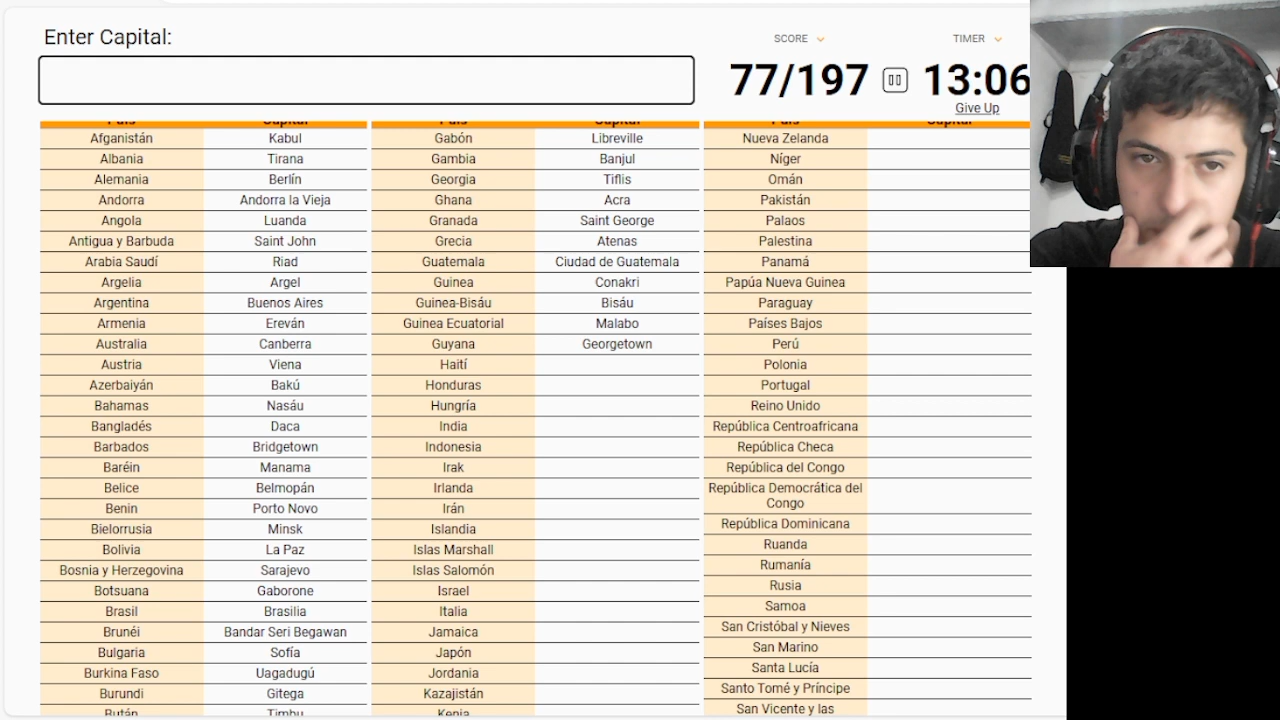 Enter Capital:
SCORE
TIMER
77/197
13:06
Give Up
País Capital País Capital País Capital
Afganistán Kabul Gabón Libreville Nueva Zelanda
Albania Tirana Gambia Banjul Níger
Alemania Berlín Georgia Tiflis Omán
Andorra Andorra la Vieja Ghana Acra Pakistán
Angola Luanda Granada Saint George Palaos
Antigua y Barbuda Saint John Grecia Atenas Palestina
Arabia Saudí Riad Guatemala Ciudad de Guatemala Panamá
Argelia Argel Guinea Conakri Papúa Nueva Guinea
Argentina Buenos Aires Guinea-Bisáu Bisáu Paraguay
Armenia Ereván Guinea Ecuatorial Malabo Países Bajos
Australia Canberra Guyana Georgetown Perú
Austria Viena Haití Polonia
Azerbaiyán Bakú Honduras Portugal
Bahamas Nasáu Hungría Reino Unido
Bangladés Daca India República Centroafricana
Barbados Bridgetown Indonesia República Checa
Baréin Manama Irak República del Congo
Belice Belmopán Irlanda República Democrática del
Congo
Benin Porto Novo Irán República Dominicana
Bielorrusia Minsk Islandia Ruanda
Bolivia La Paz Islas Marshall Rumanía
Bosnia y Herzegovina Sarajevo Islas Salomón Rusia
Botsuana Gaborone Israel Samoa
Brasil Brasilia Italia San Cristóbal y Nieves
Brunéi Bandar Seri Begawan Jamaica San Marino
Bulgaria Sofía Japón Santa Lucía
Burkina Faso Uagadugú Jordania Santo Tomé y Príncipe
Burundi Gitega Kazajistán San Vicente y las
Bután Timbu Kenia